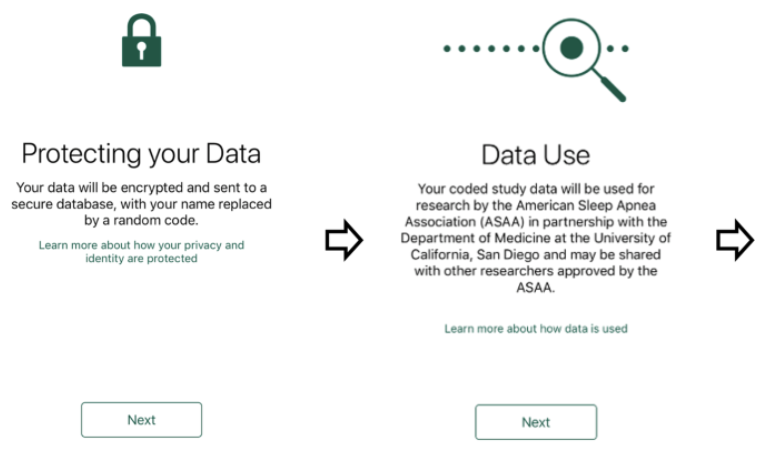 Protecting your Data
Your data will be encrypted and sent to a
secure database, with your name replaced
by a random code.
Learn more about how your privacy and
identity are protected
Next
Data Use
Your coded study data will be used for
research by the American Sleep Apnea
Association (ASAA) in partnership with the
Department of Medicine at the University of
California, San Diego and may be shared
with other researchers approved by the
ASAA.
Learn more about how data is used
Next